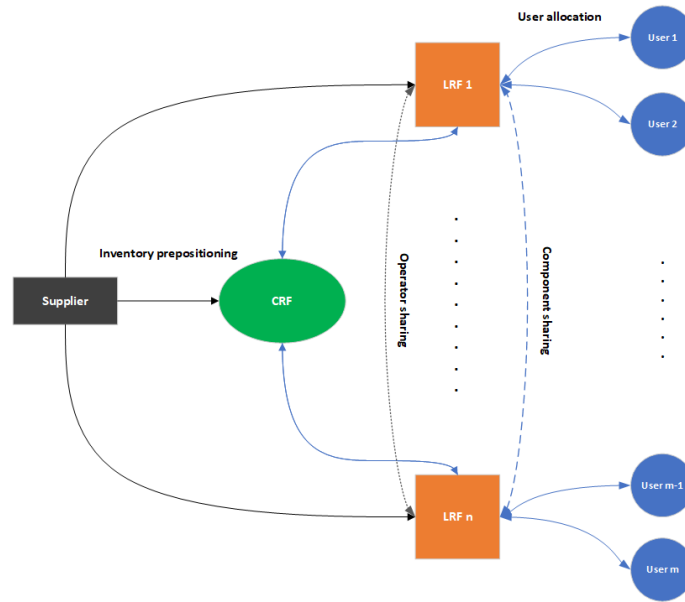 User allocation
User 1
LRF 1
User 2
Inventory prepositioning
Operator sharing
Component sharing
Supplier
CRF
User m-1
LRF n
User m